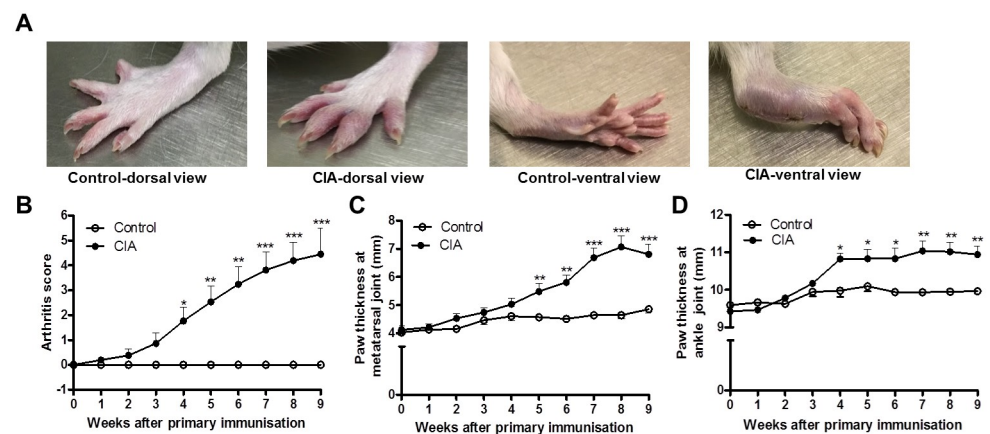 A
Control-dorsal view
CIA-dorsal view
Control-ventral view
CIA-ventral view
B
Arthritis score
6
5
4
3
2
1
0
-1
Control
CIA
*
**
**
***
***
***
0 1 2 3 4 5 6 7 8 9
Weeks after primary immunisation
C
Paw thickness at
metatarsal joint (mm)
8
7
6
5
4
0
Control
CIA
**
**
***
***
***
0 1 2 3 4 5 6 7 8 9
Weeks after primary immunisation
D
Paw thickness at
ankle joint (mm)
12
11
10
9
0
Control
CIA
*
*
*
**
**
**
0 1 2 3 4 5 6 7 8 9
Weeks after primary immunisation